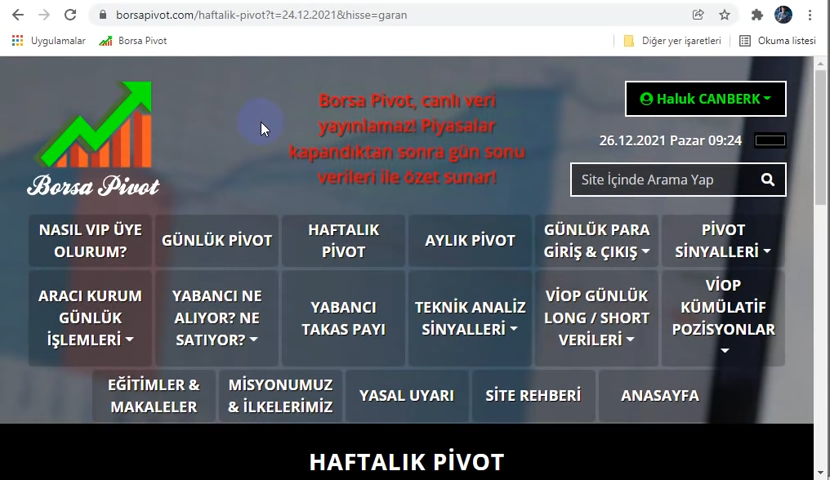 borsapivot.com/haftalik-pivot?t=24.12.2021&hisse=garan
Uygulamalar
Borsa Pivot
Diğer yer işaretleri
Okuma listesi
Borsa Pivot
Borsa Pivot, canlı veri
yayınlamaz! Piyasalar
kapandıktan sonra gün sonu
verileri ile özet sunar!
Haluk CANBERK
26.12.2021 Pazar 09:24
Site İçinde Arama Yap
NASIL VIP ÜYE
OLURUM?
GÜNLÜK PİVOT
HAFTALIK
PİVOT
AYLIK PİVOT
GÜNLÜK PARA
GİRİŞ & ÇIKIŞ
PİVOT
SİNYALLERİ
ARACI KURUM
GÜNLÜK
İŞLEMLERİ
YABANCI NE
ALIYOR? NE
SATIYOR?
YABANCI
TAKAS PAYI
TEKNİK ANALİZ
SİNYALLERİ
VİOP GÜNLÜK
LONG / SHORT
VERİLERİ
VİOP
KÜMÜLATİF
POZİSYONLAR
EĞİTİMLER &
MAKALELER
MİSYONUMUZ
& İLKELERİMİZ
YASAL UYARI
SİTE REHBERİ
ANASAYFA
HAFTALIK PİVOT